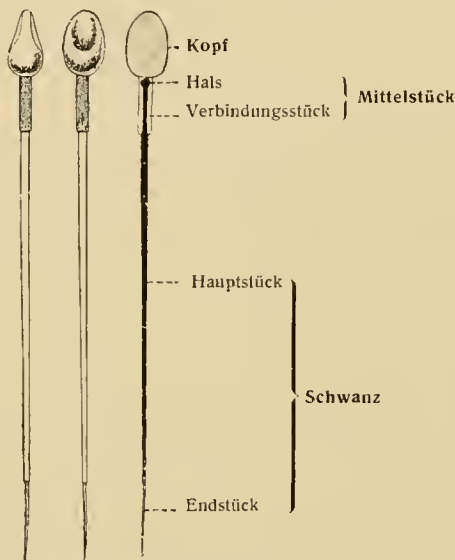 Kopf
Hals
Verbindungsstück
Mittelstück
Hauptstück
Schwanz
Endstück